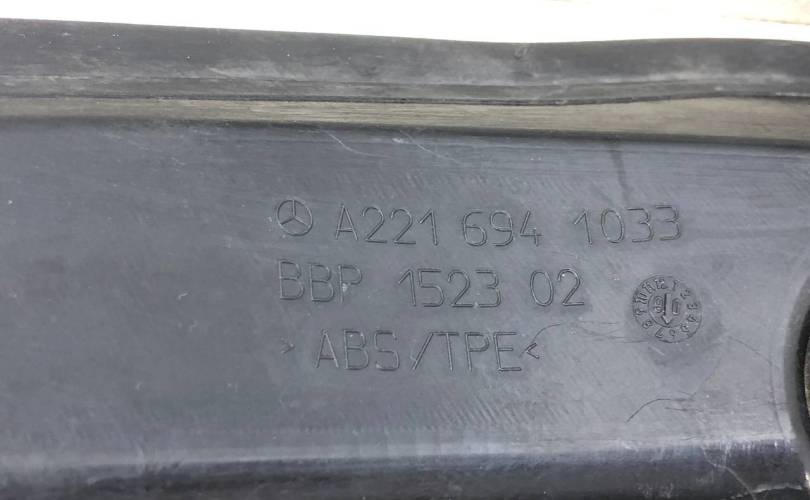 A221 694 1033
BBP 1523 02
>ABS/TPE<